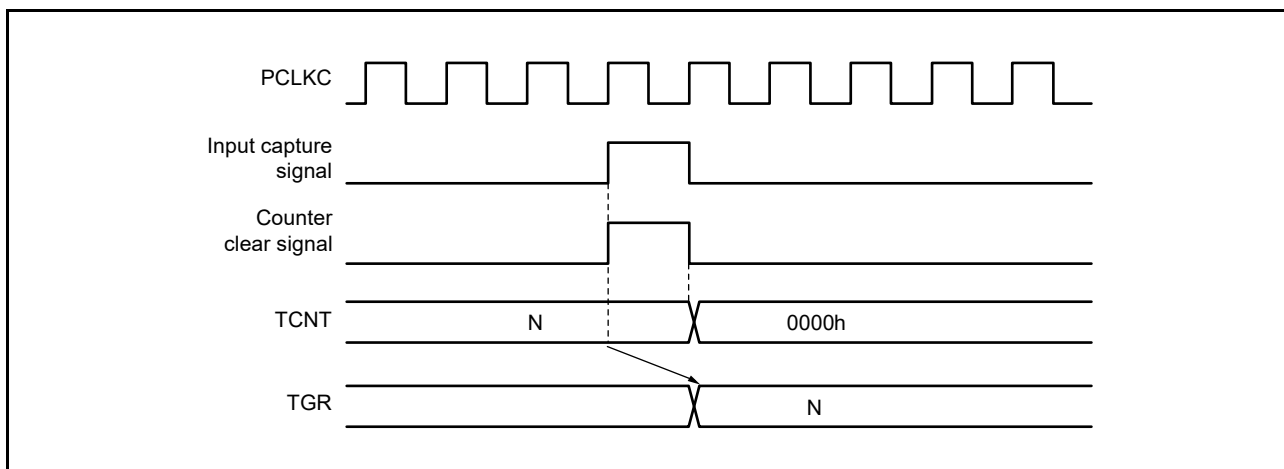 PCLKC
Input capture
signal
Counter
clear signal
TCNT
N
0000h
TGR
N